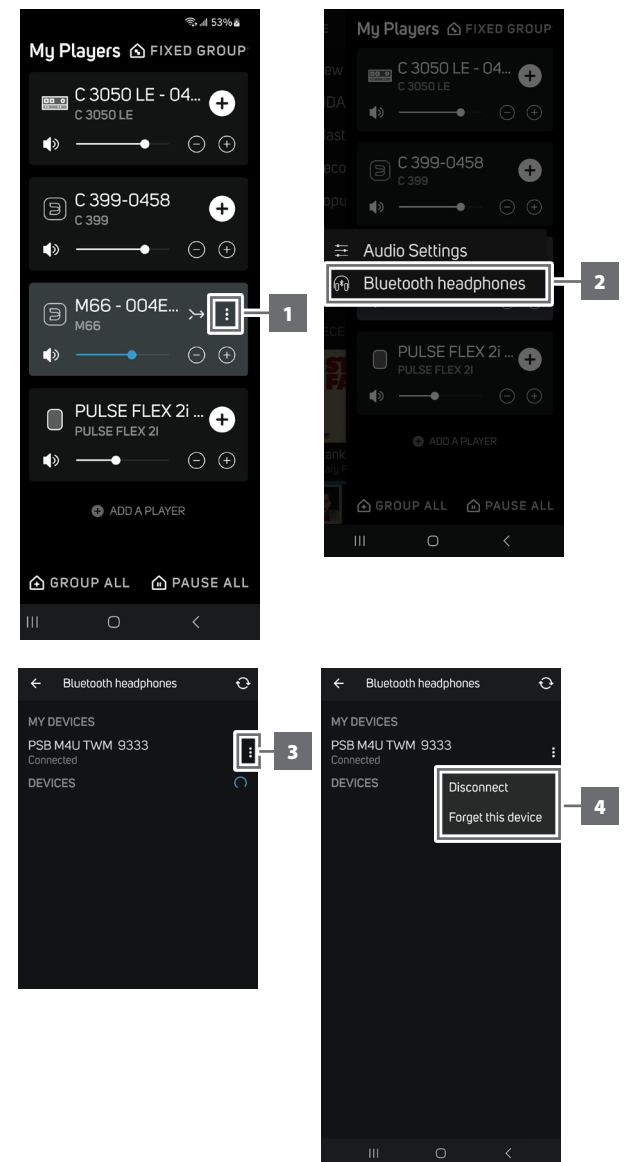 53%
My Players FIXED GROUP
C 3050 LE - 04...
C 3050 LE
C 399-0458
C 399
M66 - 004E...
M66
PULSE FLEX 2i ...
PULSE FLEX 2I
ADD A PLAYER
GROUP ALL PAUSE ALL
1
My Players FIXED GROUP
C 3050 LE - 04...
C 3050 LE
C 399-0458
C 399
Audio Settings
Bluetooth headphones
2
PULSE FLEX 2i ...
PULSE FLEX 2I
ADD A PLAYER
GROUP ALL PAUSE ALL
Bluetooth headphones
MY DEVICES
PSB M4U TWM 9333
Connected
DEVICES
3
Bluetooth headphones
MY DEVICES
PSB M4U TWM 9333
Connected
DEVICES
Disconnect
Forget this device
4